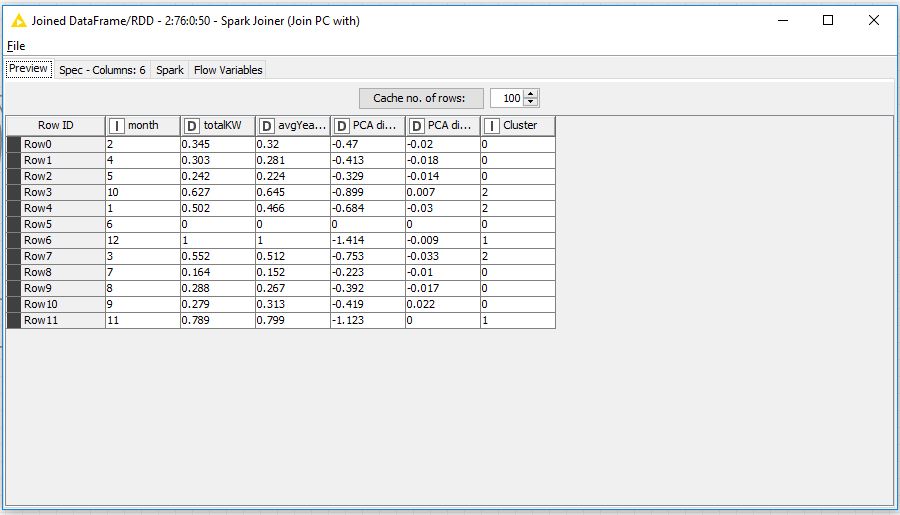 Joined DataFrame/RDD - 2:76:0:50 - Spark Joiner (Join PC with)
File
Preview Spec - Columns: 6 Spark Flow Variables
Cache no. of rows: 100
Row ID I month D totalKW D avgYea... D PCA di... D PCA di... I Cluster
Row0 2 0.345 0.32 -0.47 -0.02 0
Row1 4 0.303 0.281 -0.413 -0.018 0
Row2 5 0.242 0.224 -0.329 -0.014 0
Row3 10 0.627 0.645 -0.899 0.007 2
Row4 1 0.502 0.466 -0.684 -0.03 2
Row5 6 0 0 0 0 0
Row6 12 1 1 -1.414 -0.009 1
Row7 3 0.552 0.512 -0.753 -0.033 2
Row8 7 0.164 0.152 -0.223 -0.01 0
Row9 8 0.288 0.267 -0.392 -0.017 0
Row10 9 0.279 0.313 -0.419 0.022 0
Row11 11 0.789 0.799 -1.123 0 1